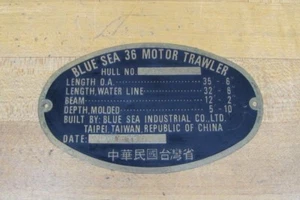 BLUE SEA 36 MOTOR TRAWLER
HULL NO
LENGTH O.A. 35 - 6"
LENGTH, WATER LINE 32 - 6"
BEAM 12 - 2
DEPTH, MOLDED 5 - 10
BUILT BY: BLUE SEA INDUSTRIAL CO., LTD.
TAIPEI, TAIWAN, REPUBLIC OF CHINA
DATE:
中華民國台灣省